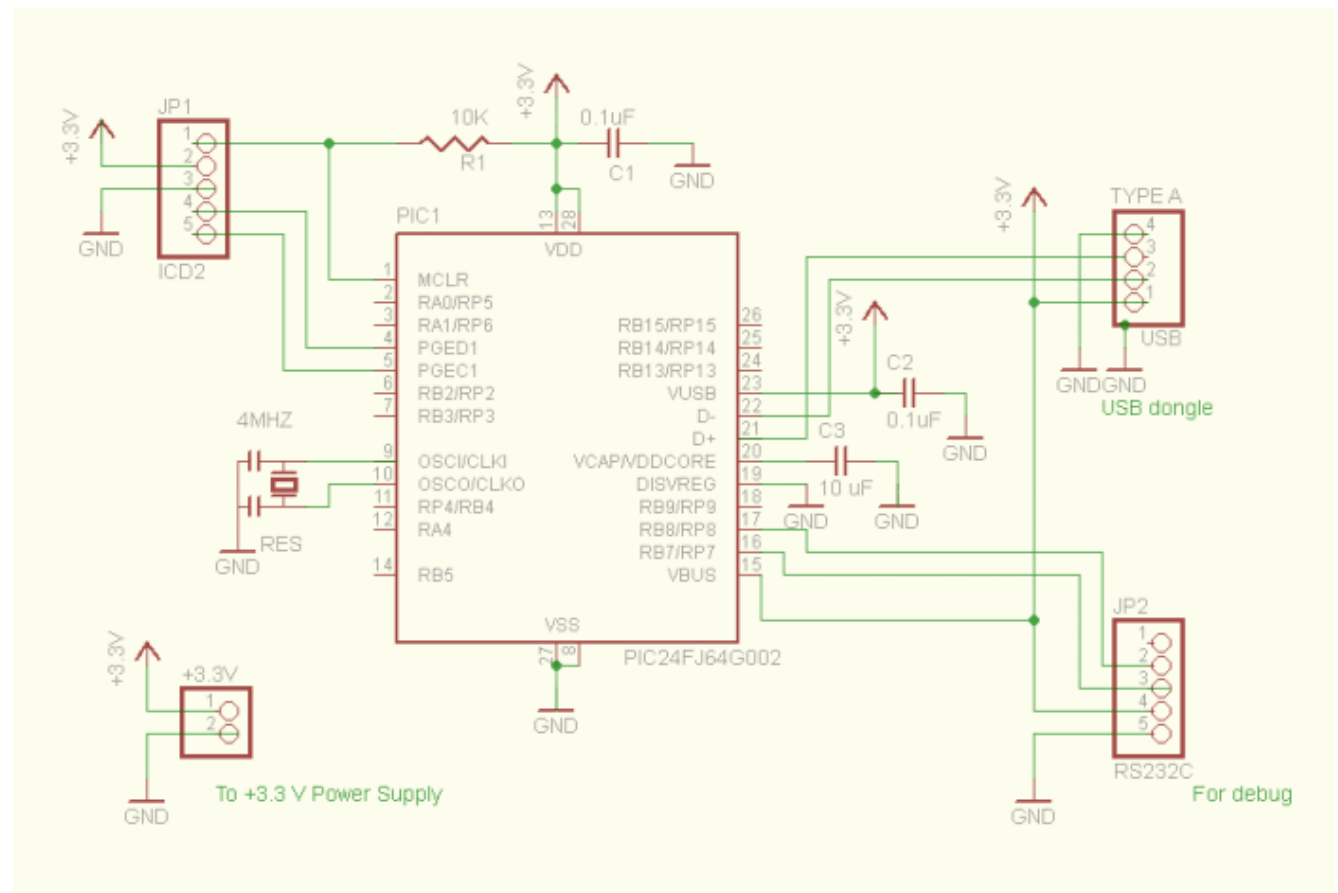 JP1
+3.3V
1
2
3
4
5
GND
ICD2
10K
R1
+3.3V
0.1uF
C1
GND
PIC1
13
28
VDD
1
MCLR
2
RA0/RP5
3
RA1/RP6
4
PGED1
5
PGEC1
6
RB2/RP2
7
RB3/RP3
9
OSCI/CLKI
10
OSCO/CLKO
11
RP4/RB4
12
RA4
14
RB5
RB15/RP15
26
RB14/RP14
25
RB13/RP13
24
VUSB
23
D-
22
D+
21
VCAP/VDDCORE
20
DISVREG
19
RB9/RP9
18
RB8/RP8
17
RB7/RP7
16
VBUS
15
VSS
27
8
PIC24FJ64G002
GND
4MHZ
RES
GND
+3.3V
C2
0.1uF
GND
C3
10 uF
GND
GND
+3.3V
TYPE A
4
3
2
1
USB
GND
GND
USB dongle
+3.3V
+3.3V
1
2
GND
To +3.3 V Power Supply
JP2
1
2
3
4
5
RS232C
GND
For debug